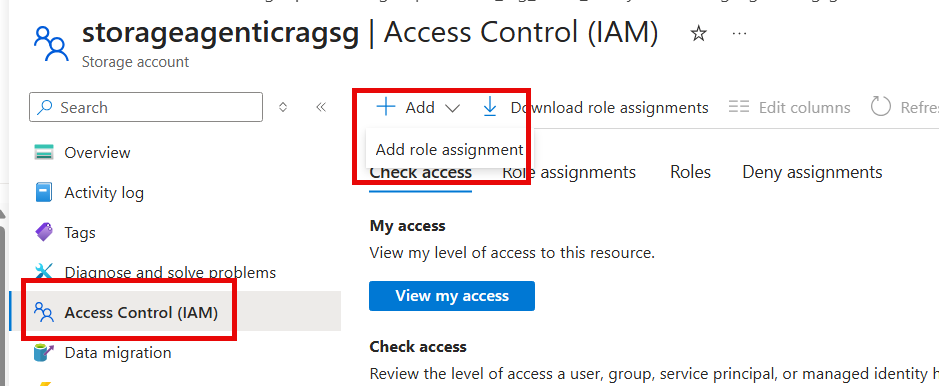 storageagenticragsg | Access Control (IAM)
Storage account
Search
Add
Download role assignments
Edit columns
Refre
Add role assignment
Overview
Activity log
Tags
Diagnose and solve problems
Access Control (IAM)
Data migration
Check access
Role assignments
Roles
Deny assignments
My access
View my level of access to this resource.
View my access
Check access
Review the level of access a user, group, service principal, or managed identity h